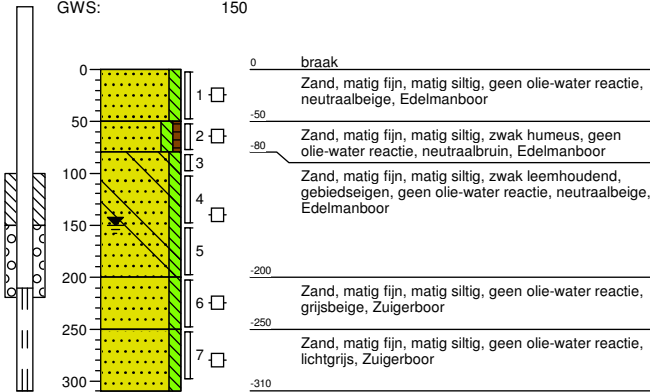 GWS: 150
0
50
100
150
200
250
300
1
2
3
4
5
6
7
0 braak
Zand, matig fijn, matig siltig, geen olie-water reactie,
neutraalbeige, Edelmanboor
-50
Zand, matig fijn, matig siltig, zwak humeus, geen
olie-water reactie, neutraalbruin, Edelmanboor
-80
Zand, matig fijn, matig siltig, zwak leemhoudend,
gebiedseigen, geen olie-water reactie, neutraalbeige,
Edelmanboor
-200
Zand, matig fijn, matig siltig, geen olie-water reactie,
grijsbeige, Zuigerboor
-250
Zand, matig fijn, matig siltig, geen olie-water reactie,
lichtgrijs, Zuigerboor
-310